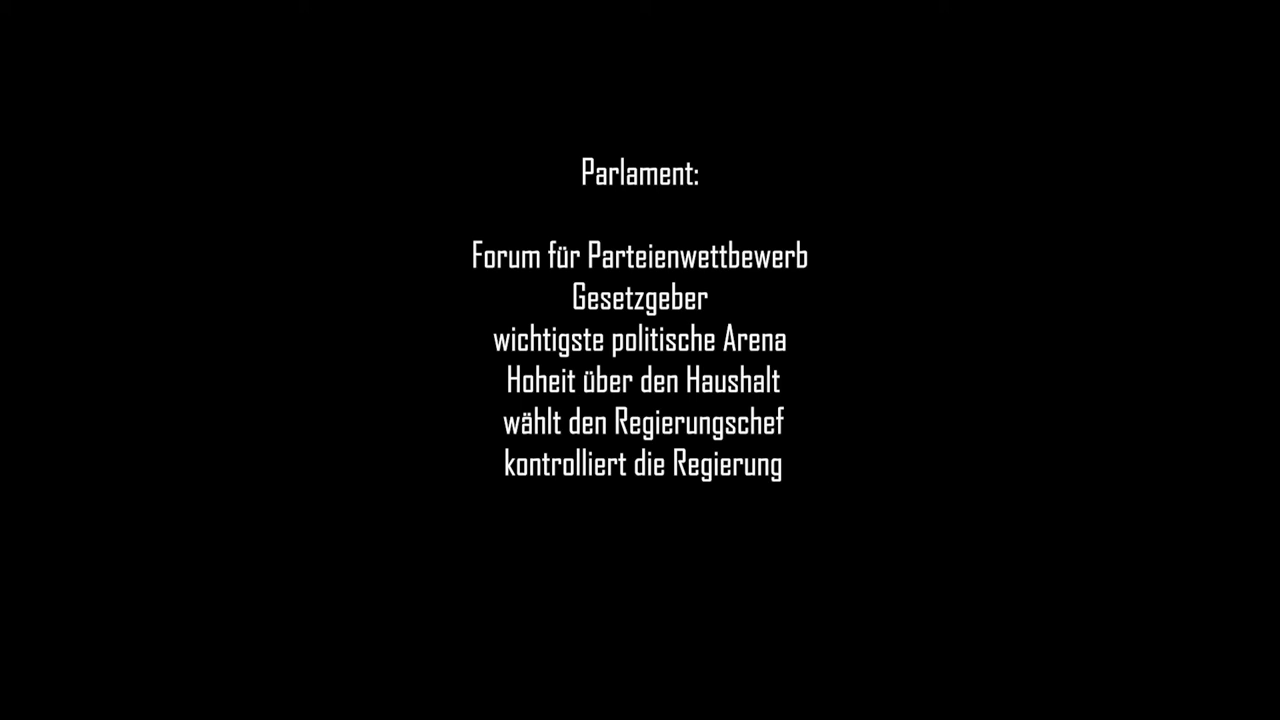 Parlament:
Forum für Parteienwettbewerb
Gesetzgeber
wichtigste politische Arena
Hoheit über den Haushalt
wählt den Regierungschef
kontrolliert die Regierung